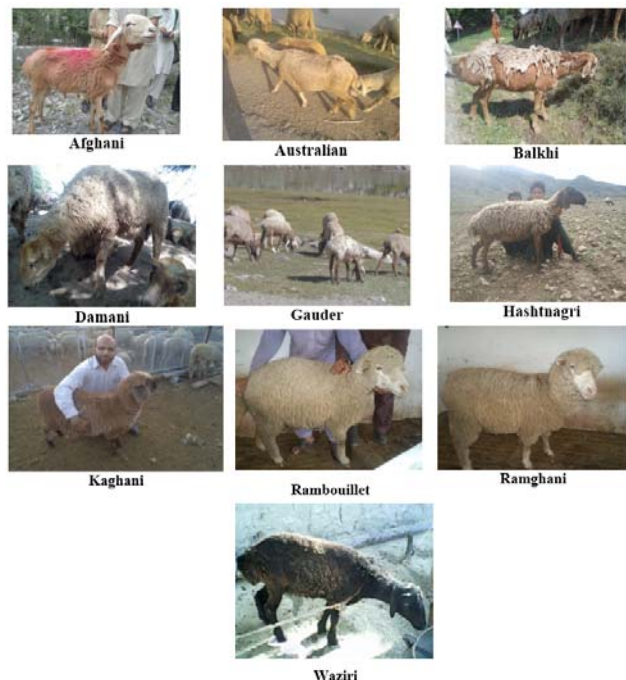 Afghani
Australian
Balkhi
Damani
Gauder
Hashtnagri
Kaghani
Rambouillet
Ramghani
Waziri